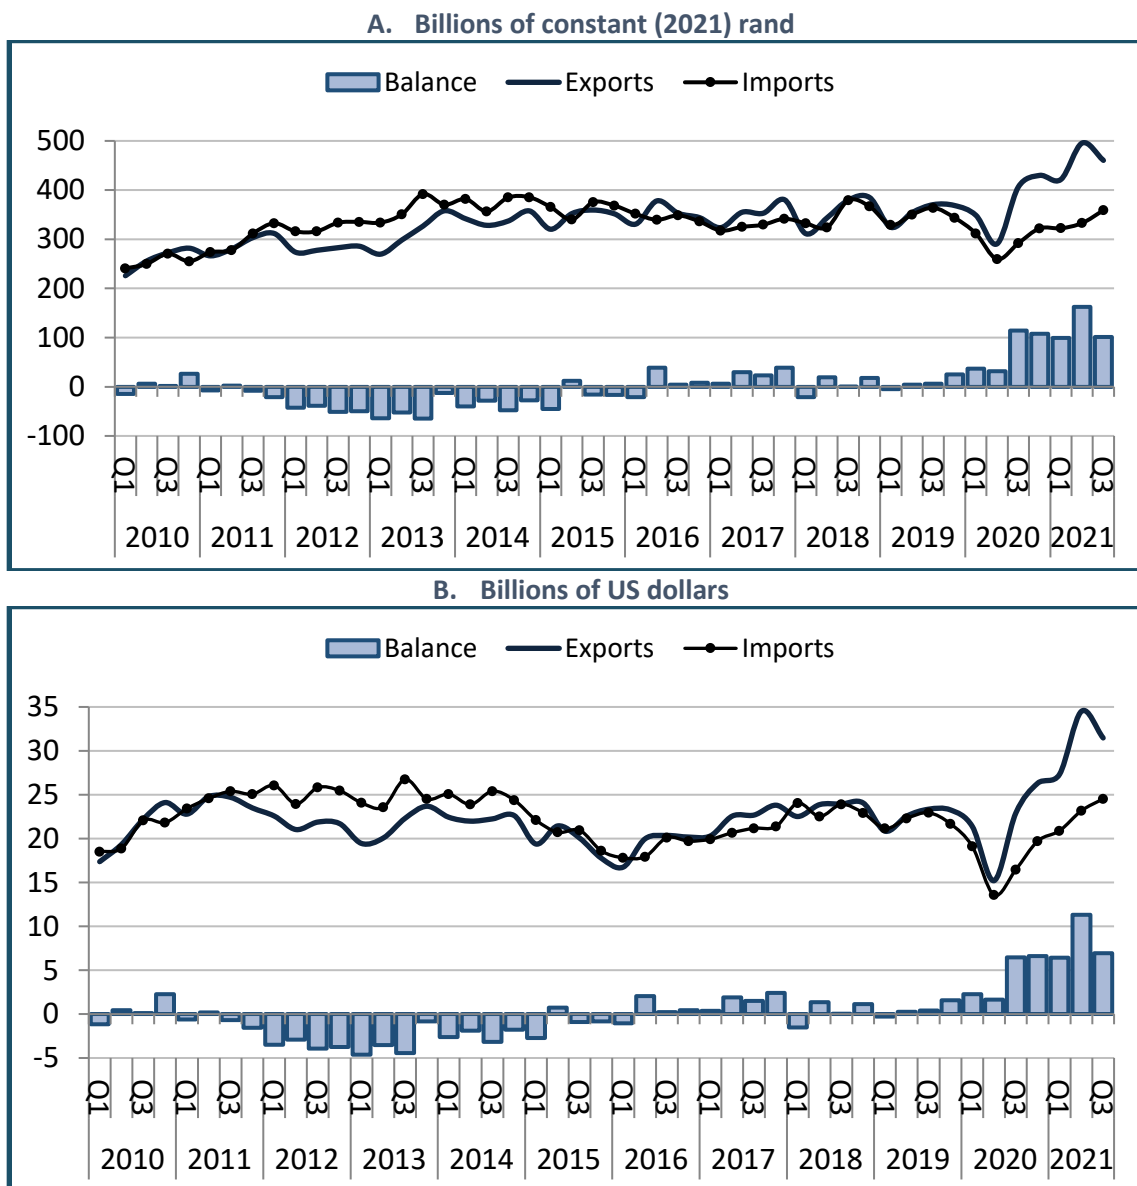 A. Billions of constant (2021) rand
Balance Exports Imports
500
400
300
200
100
0
-100
Q1 Q3 Q1 Q3 Q1 Q3 Q1 Q3 Q1 Q3 Q1 Q3 Q1 Q3 Q1 Q3 Q1 Q3 Q1 Q3 Q1 Q3 Q1 Q3
2010 2011 2012 2013 2014 2015 2016 2017 2018 2019 2020 2021
B. Billions of US dollars
Balance Exports Imports
35
30
25
20
15
10
5
0
-5
Q1 Q3 Q1 Q3 Q1 Q3 Q1 Q3 Q1 Q3 Q1 Q3 Q1 Q3 Q1 Q3 Q1 Q3 Q1 Q3 Q1 Q3 Q1 Q3
2010 2011 2012 2013 2014 2015 2016 2017 2018 2019 2020 2021